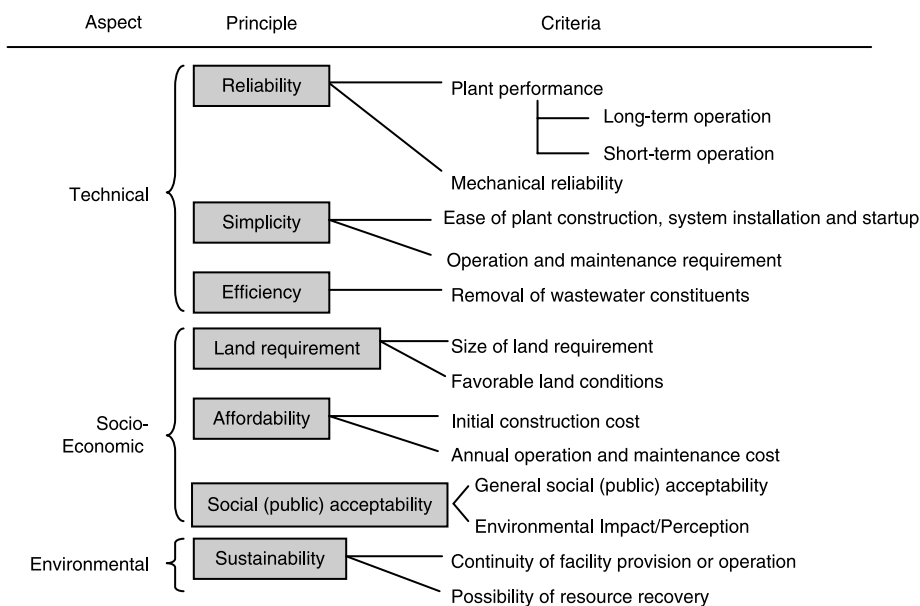 Aspect Principle Criteria
Technical
Reliability
Plant performance
Long-term operation
Short-term operation
Mechanical reliability
Simplicity
Ease of plant construction, system installation and startup
Operation and maintenance requirement
Efficiency
Removal of wastewater constituents
Socio-
Economic
Land requirement
Size of land requirement
Favorable land conditions
Affordability
Initial construction cost
Annual operation and maintenance cost
Social (public) acceptability
General social (public) acceptability
Environmental Impact/Perception
Environmental
Sustainability
Continuity of facility provision or operation
Possibility of resource recovery